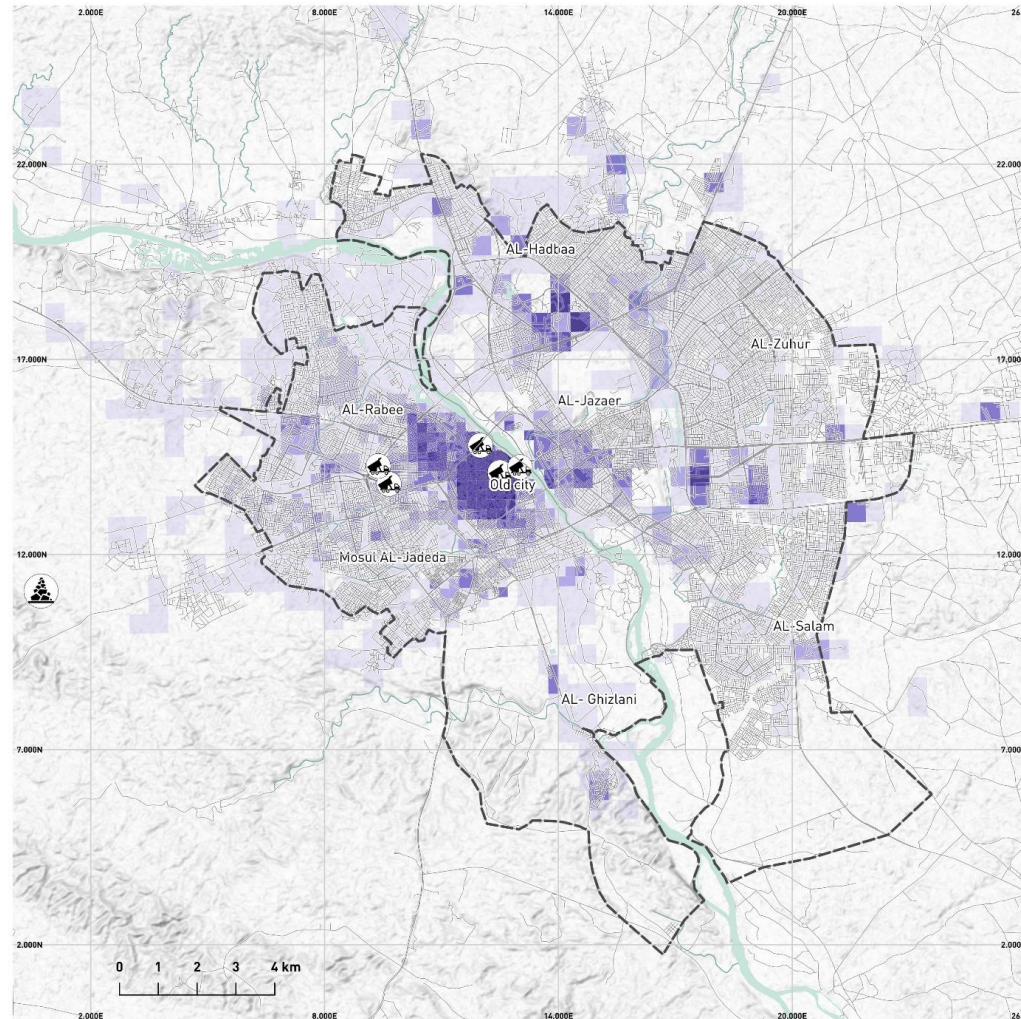 2.000E 8.000E 14.000E 20.000E 26
22.000N 22.000
AL-Hadbaa
AL-Zuhur
17.000N 17.000
AL-Rabee AL-Jazaer
Old city
12.000N 12.000
Mosul AL-Jadeda
AL-Salam
AL- Ghizlani
7.000N 7.000
2.000N 2.000
0 1 2 3 4 km
2.000E 8.000E 14.000E 20.000E 26